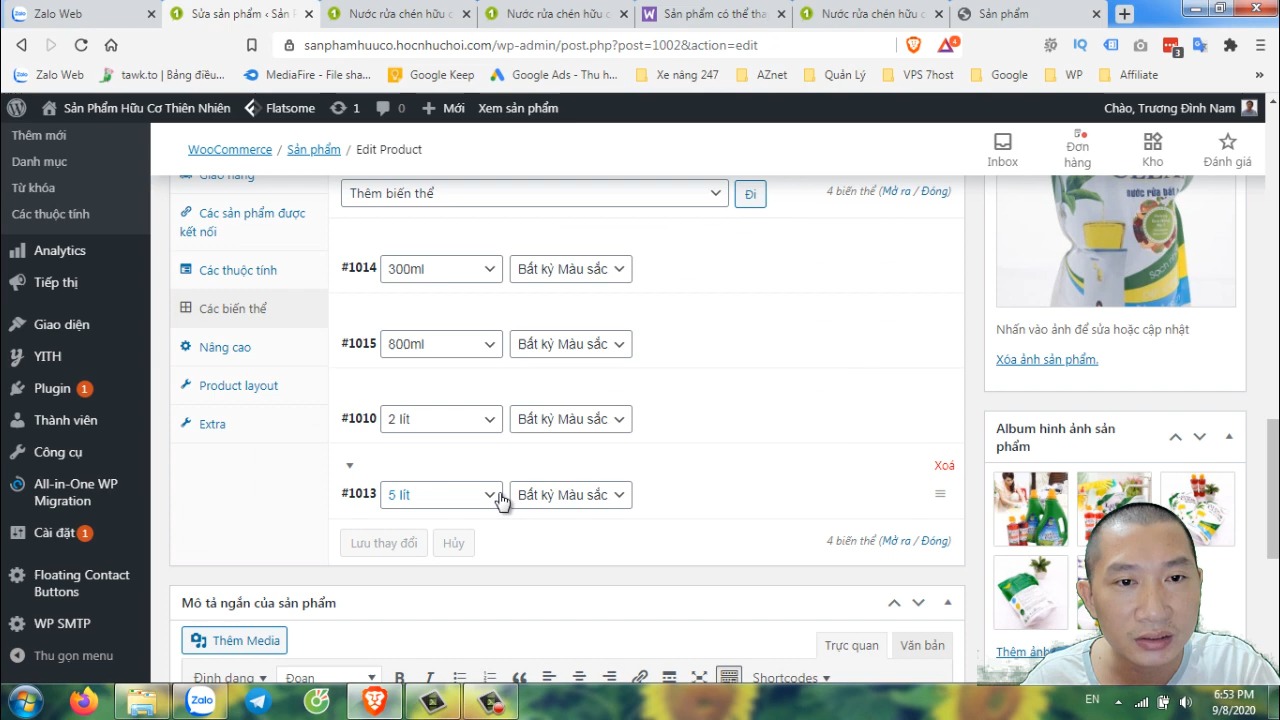 Zalo Web
Sửa sản phẩm ‹ Sản P
Nước rửa chén hữu c
Nước rửa chén hữu c
Sản phẩm có thể tha
Nước rửa chén hữu c
Sản phẩm
sanphamhuuco.hocnhuchoi.com/wp-admin/post.php?post=1002&action=edit
4
3
Zalo Web
tawk.to | Bảng điều...
MediaFire - File sha...
Google Keep
Google Ads - Thu h...
Xe nâng 247
AZnet
Quản Lý
VPS 7host
Google
WP
Affiliate
»
Sản Phẩm Hữu Cơ Thiên Nhiên
Flatsome
1
0
Mới
Xem sản phẩm
Chào, Trương Đình Nam
Thêm mới
Danh mục
Từ khóa
Các thuộc tính
Analytics
Tiếp thị
Giao diện
YITH
Plugin 1
Thành viên
Công cụ
All-in-One WP
Migration
Cài đặt 1
Floating Contact
Buttons
WP SMTP
Thu gọn menu
WooCommerce / Sản phẩm / Edit Product
Inbox
Đơn
hàng
Kho
Đánh giá
Giao hàng
Các sản phẩm được
kết nối
Các thuộc tính
Các biến thể
Nâng cao
Product layout
Extra
Thêm biến thể
Đi
4 biến thể (Mở ra / Đóng)
#1014 300ml Bất kỳ Màu sắc
#1015 800ml Bất kỳ Màu sắc
#1010 2 lít Bất kỳ Màu sắc
Xoá
#1013 5 lít Bất kỳ Màu sắc
Lưu thay đổi
Hủy
4 biến thể (Mở ra / Đóng)
Mô tả ngắn của sản phẩm
Thêm Media
Trực quan
Văn bản
Định dạng
Đoạn
B
I
Shortcodes
Nhấn vào ảnh để sửa hoặc cập nhật
Xóa ảnh sản phẩm.
Album hình ảnh sản
phẩm
Thêm ảnh
Zalo
EN
6:53 PM
9/8/2020